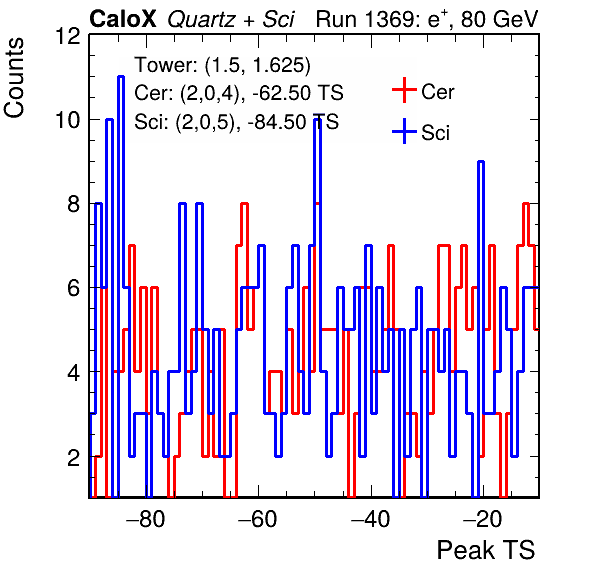 CaloX Quartz + Sci Run 1369: e+, 80 GeV
Counts
12
10
8
6
4
2
Tower: (1.5, 1.625)
Cer: (2,0,4), -62.50 TS
Sci: (2,0,5), -84.50 TS
Cer
Sci
−80 −60 −40 −20
Peak TS